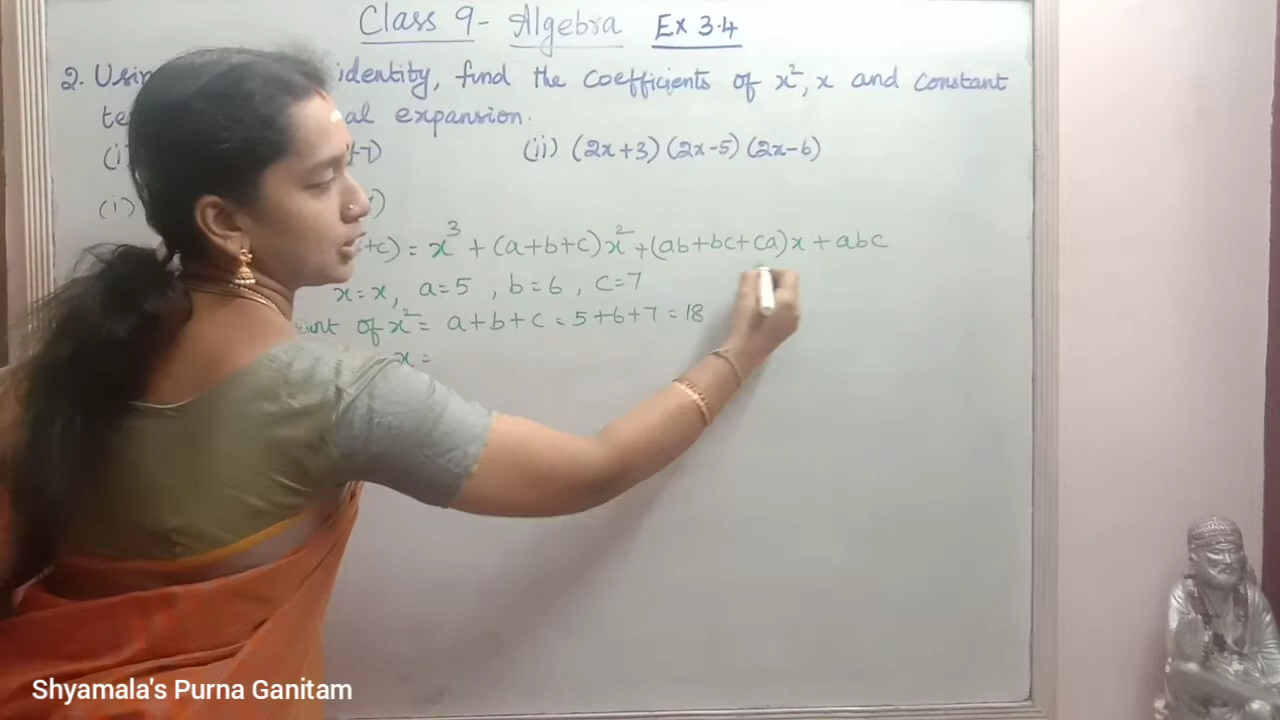 Class 9 - Algebra Ex 3.4
2. Using identity, find the coefficients of x², x and constant
al expansion.
(i) +7) (ii) (2x+3)(2x-5)(2x-6)
(i) )
+c) = x³ + (a+b+c)x² + (ab+bc+ca)x + abc
x=x, a=5, b=6, c=7
of x² = a+b+c = 5+6+7 = 18
x =
Shyamala's Purna Ganitam